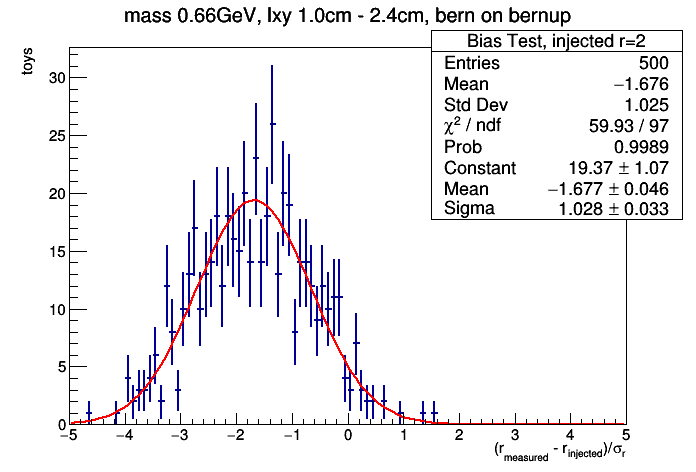 mass 0.66GeV, lxy 1.0cm - 2.4cm, bern on bernup
toys
Bias Test, injected r=2
Entries 500
Mean −1.676
Std Dev 1.025
χ² / ndf 59.93 / 97
Prob 0.9989
Constant 19.37 ± 1.07
Mean −1.677 ± 0.046
Sigma 1.028 ± 0.033
30
25
20
15
10
5
0
−5 −4 −3 −2 −1 0 1 2 3 4 5
(r_measured - r_injected)/σ_r